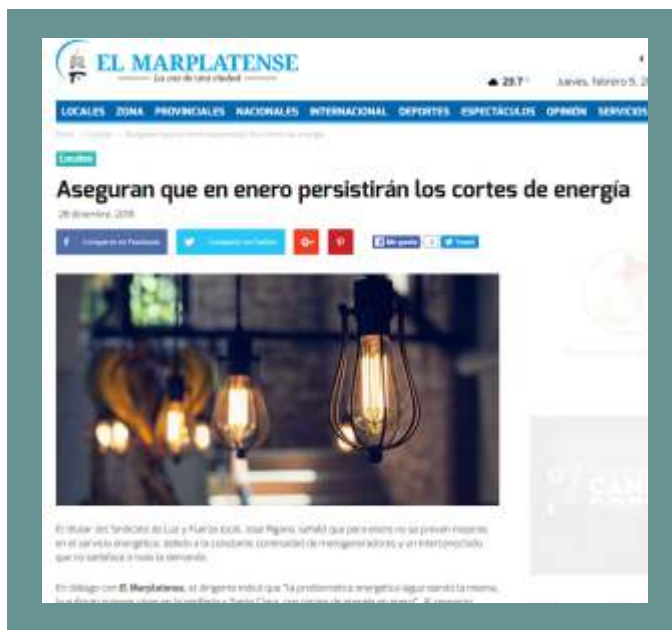 EL MARPLATENSE
La voz de una ciudad
23.7
Jueves, febrero 9, 2
LOCALES ZONA PROVINCIALES NACIONALES INTERNACIONAL DEPORTES ESPECTÁCULOS OPINIÓN SERVICIOS
Locales
Aseguran que en enero persistirán los cortes de energía
28 diciembre, 2016
Compartir en Facebook Compartir en Twitter Me gusta Tweet
El titular del Sindicato de Luz y Fuerza local, José Rigane, señaló que para enero no se prevén mejoras
en el servicio energético, debido a la constante continuidad de motogeneradores y un interconectado
que no satisface a toda la demanda.
En diálogo con El Marplatense, el dirigente indicó que "la problemática energética sigue siendo la misma,